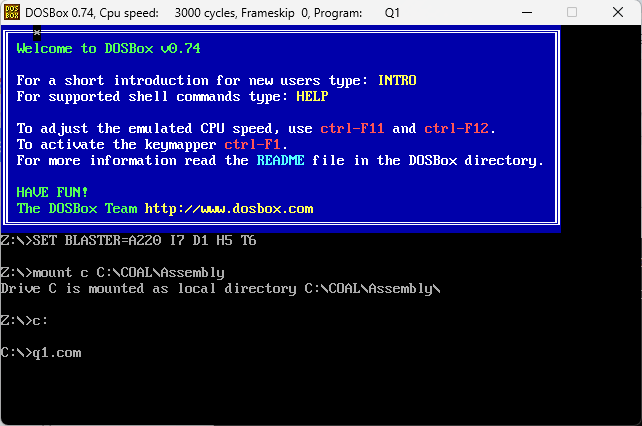 DOS BOX DOSBox 0.74, Cpu speed: 3000 cycles, Frameskip 0, Program: Q1
*
Welcome to DOSBox v0.74
For a short introduction for new users type: INTRO
For supported shell commands type: HELP
To adjust the emulated CPU speed, use ctrl-F11 and ctrl-F12.
To activate the keymapper ctrl-F1.
For more information read the README file in the DOSBox directory.
HAVE FUN!
The DOSBox Team http://www.dosbox.com
Z:\>SET BLASTER=A220 I7 D1 H5 T6
Z:\>mount c C:\COAL\Assembly
Drive C is mounted as local directory C:\COAL\Assembly\
Z:\>c:
C:\>q1.com